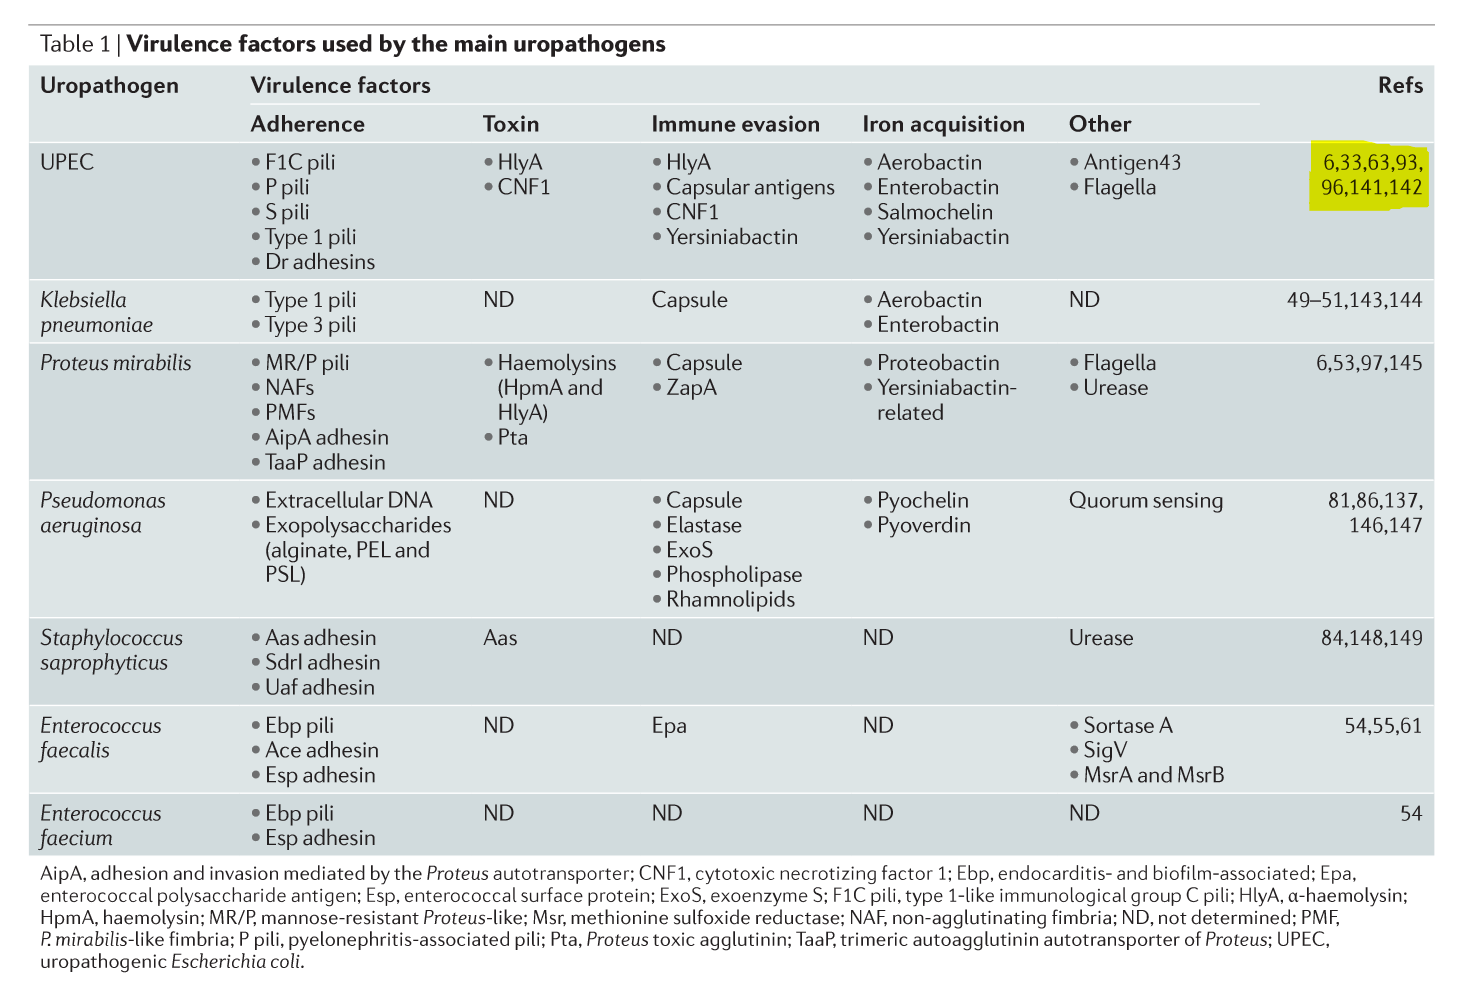 Table 1 | Virulence factors used by the main uropathogens
Uropathogen Virulence factors Refs
Adherence Toxin Immune evasion Iron acquisition Other
UPEC • F1C pili • HlyA • HlyA • Aerobactin • Antigen43 6,33,63,93,
• P pili • CNF1 • Capsular antigens • Enterobactin • Flagella 96,141,142
• S pili • CNF1 • Salmochelin
• Type 1 pili • Yersiniabactin • Yersiniabactin
• Dr adhesins
Klebsiella • Type 1 pili ND Capsule • Aerobactin ND 49–51,143,144
pneumoniae • Type 3 pili • Enterobactin
Proteus mirabilis • MR/P pili • Haemolysins • Capsule • Proteobactin • Flagella 6,53,97,145
• NAFs (HpmA and • ZapA • Yersiniabactin- • Urease
• PMFs HlyA) related
• AipA adhesin • Pta
• TaaP adhesin
Pseudomonas • Extracellular DNA ND • Capsule • Pyochelin Quorum sensing 81,86,137,
aeruginosa • Exopolysaccharides • Elastase • Pyoverdin 146,147
(alginate, PEL and • ExoS
PSL) • Phospholipase
• Rhamnolipids
Staphylococcus • Aas adhesin Aas ND ND Urease 84,148,149
saprophyticus • SdrI adhesin
• Uaf adhesin
Enterococcus • Ebp pili ND Epa ND • Sortase A 54,55,61
faecalis • Ace adhesin • SigV
• Esp adhesin • MsrA and MsrB
Enterococcus • Ebp pili ND ND ND ND 54
faecium • Esp adhesin
AipA, adhesion and invasion mediated by the Proteus autotransporter; CNF1, cytotoxic necrotizing factor 1; Ebp, endocarditis- and biofilm-associated; Epa,
enterococcal polysaccharide antigen; Esp, enterococcal surface protein; ExoS, exoenzyme S; F1C pili, type 1-like immunological group C pili; HlyA, α-haemolysin;
HpmA, haemolysin; MR/P, mannose-resistant Proteus-like; Msr, methionine sulfoxide reductase; NAF, non-agglutinating fimbria; ND, not determined; PMF,
P. mirabilis-like fimbria; P pili, pyelonephritis-associated pili; Pta, Proteus toxic agglutinin; TaaP, trimeric autoagglutinin autotransporter of Proteus; UPEC,
uropathogenic Escherichia coli.